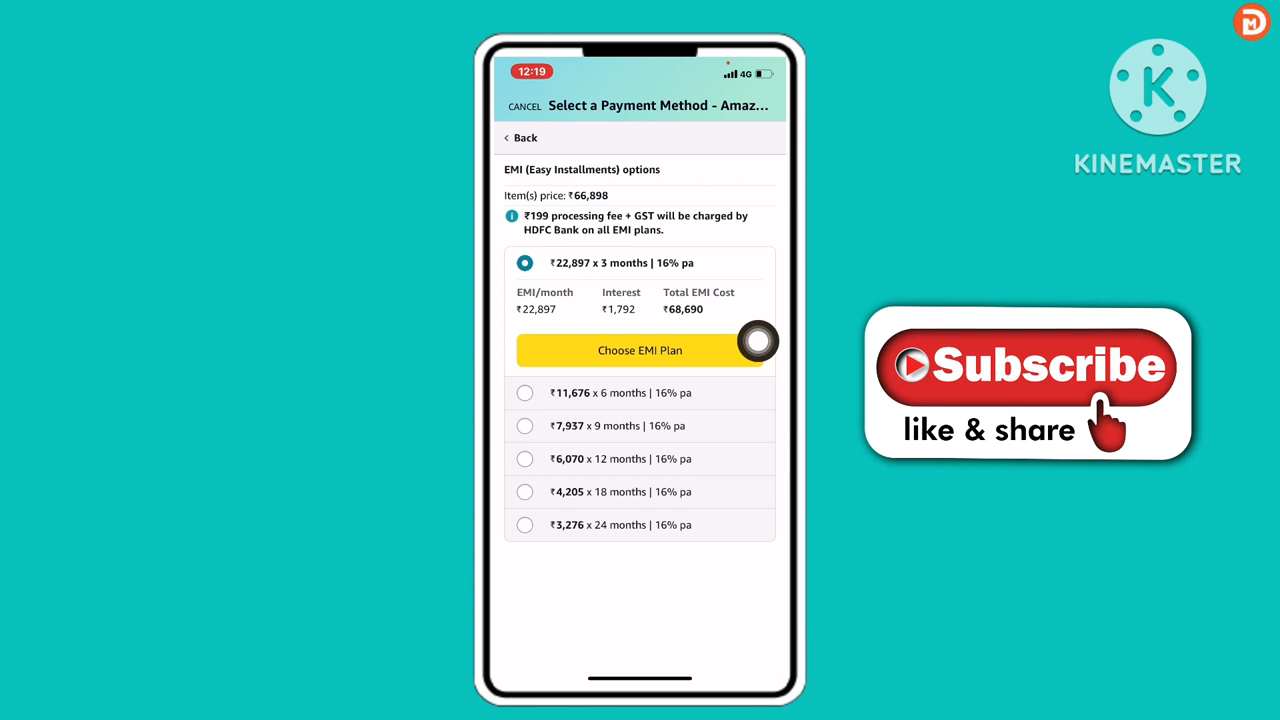 12:19
4G
CANCEL Select a Payment Method - Amaz...
Back
EMI (Easy Installments) options
Item(s) price: ₹66,898
₹199 processing fee + GST will be charged by
HDFC Bank on all EMI plans.
₹22,897 x 3 months | 16% pa
EMI/month Interest Total EMI Cost
₹22,897 ₹1,792 ₹68,690
Choose EMI Plan
₹11,676 x 6 months | 16% pa
₹7,937 x 9 months | 16% pa
₹6,070 x 12 months | 16% pa
₹4,205 x 18 months | 16% pa
₹3,276 x 24 months | 16% pa
DM
K
KINEMASTER
Subscribe
like & share